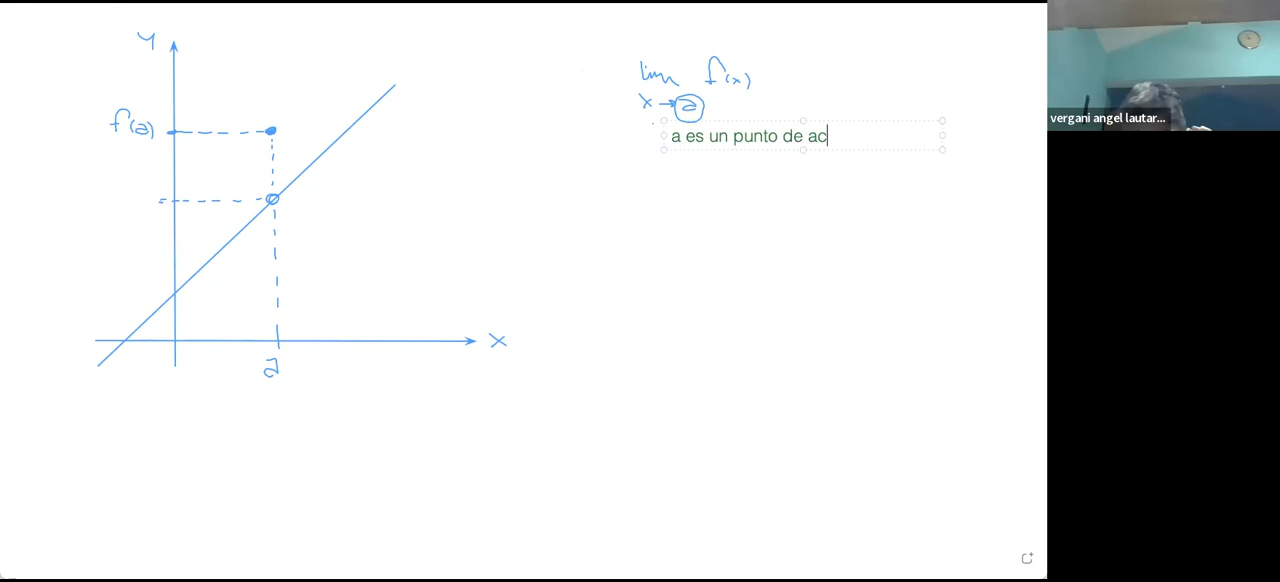 y
f(a)
x
a
lim f(x)
x→a
a es un punto de ac
vergani angel lautar...